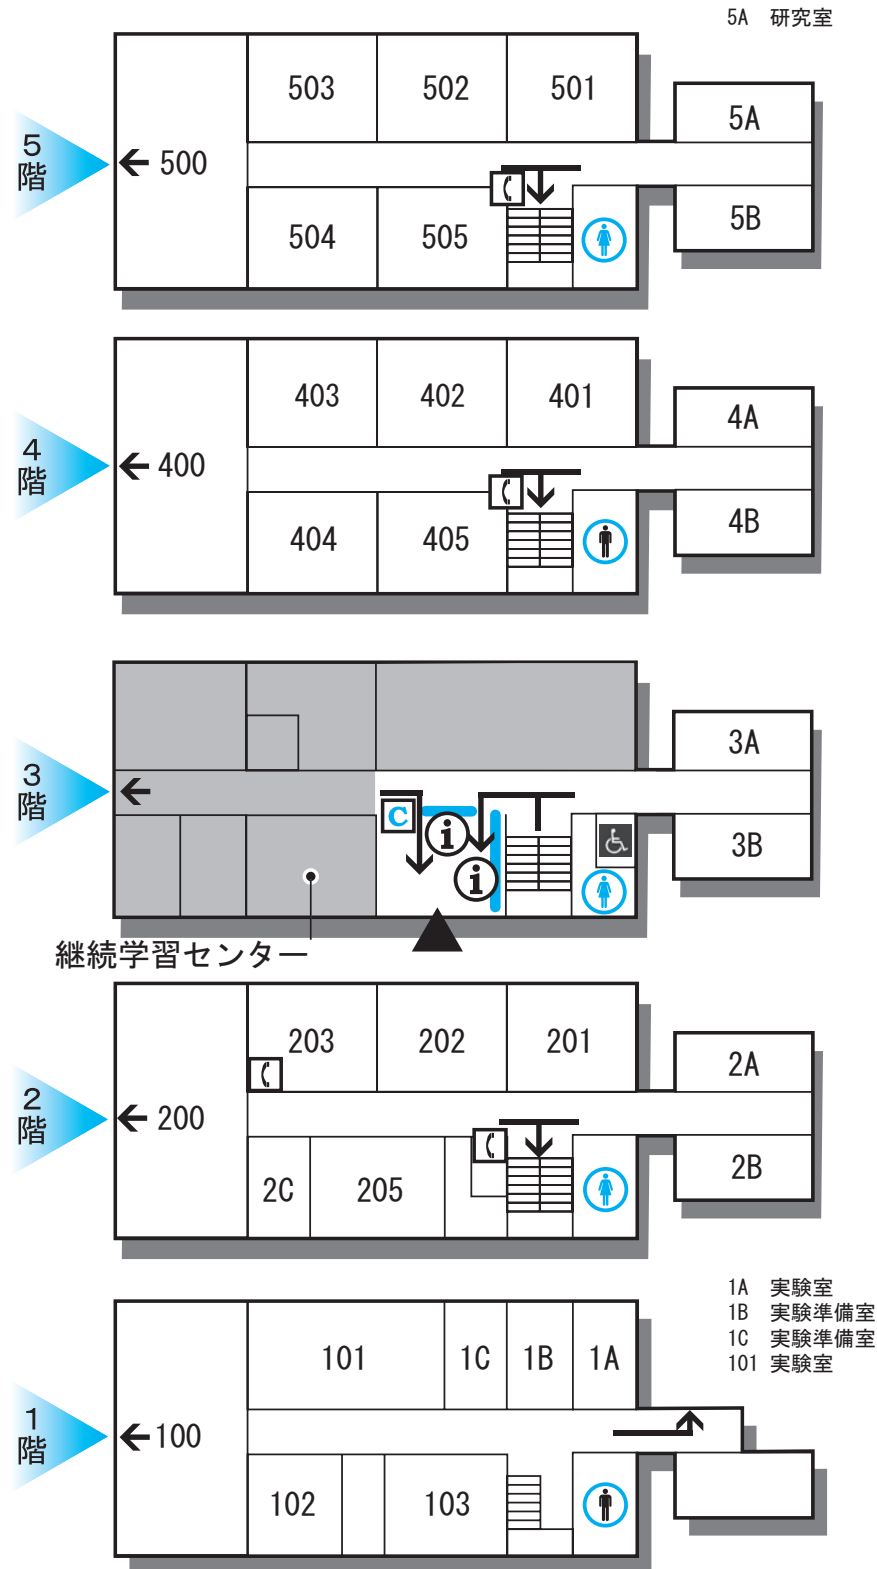 5A 研究室
503 502 501
5A
5
階
500
504 505
5B
403 402 401
4A
4
階
400
404 405
4B
3A
3
階
C
i
i
3B
継続学習センター
203 202 201
2A
2
階
200
2C 205
2B
1A 実験室
1B 実験準備室
1C 実験準備室
101 実験室
101 1C 1B 1A
1
階
100
102 103